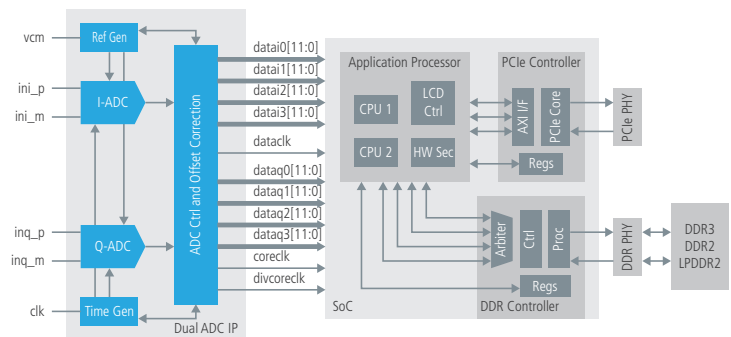 vcm
ini_p
ini_m
inq_p
inq_m
clk
Ref Gen
I-ADC
Q-ADC
Time Gen
ADC Ctrl and Offset Correction
Dual ADC IP
datai0[11:0]
datai1[11:0]
datai2[11:0]
datai3[11:0]
dataclk
dataq0[11:0]
dataq1[11:0]
dataq2[11:0]
dataq3[11:0]
coreclk
divcoreclk
SoC
Application Processor
CPU 1
LCD
Ctrl
CPU 2
HW Sec
PCIe Controller
AXI I/F
PCIe Core
Regs
PCIe PHY
Arbiter
Ctrl
Proc
Regs
DDR Controller
DDR PHY
DDR3
DDR2
LPDDR2